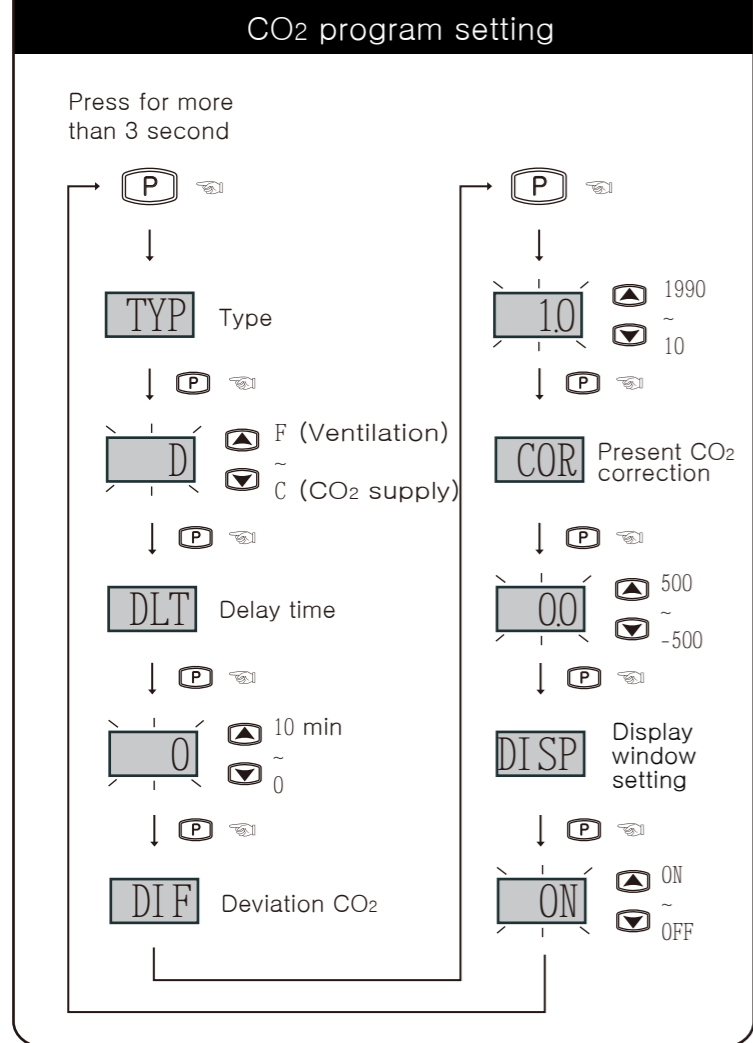 CO2 program setting
Press for more
than 3 second
P
TYP Type
P
D F (Ventilation)
~
C (CO2 supply)
P
DLT Delay time
P
0 10 min
~
0
P
DIF Deviation CO2
P
1.0 1990
~
10
P
COR Present CO2
correction
P
0.0 500
~
-500
P
DISP Display
window
setting
P
ON ON
~
OFF